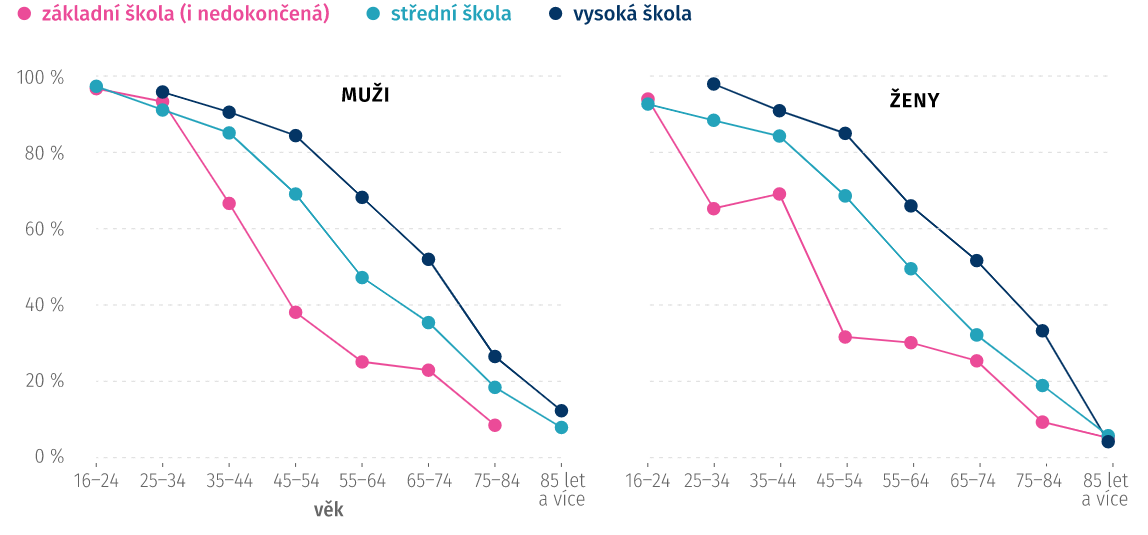 základní škola (i nedokončená) střední škola vysoká škola
MUŽI
ŽENY
100 %
80 %
60 %
40 %
20 %
0 %
16–24 25–34 35–44 45–54 55–64 65–74 75–84 85 let
a více
věk
16–24 25–34 35–44 45–54 55–64 65–74 75–84 85 let
a více